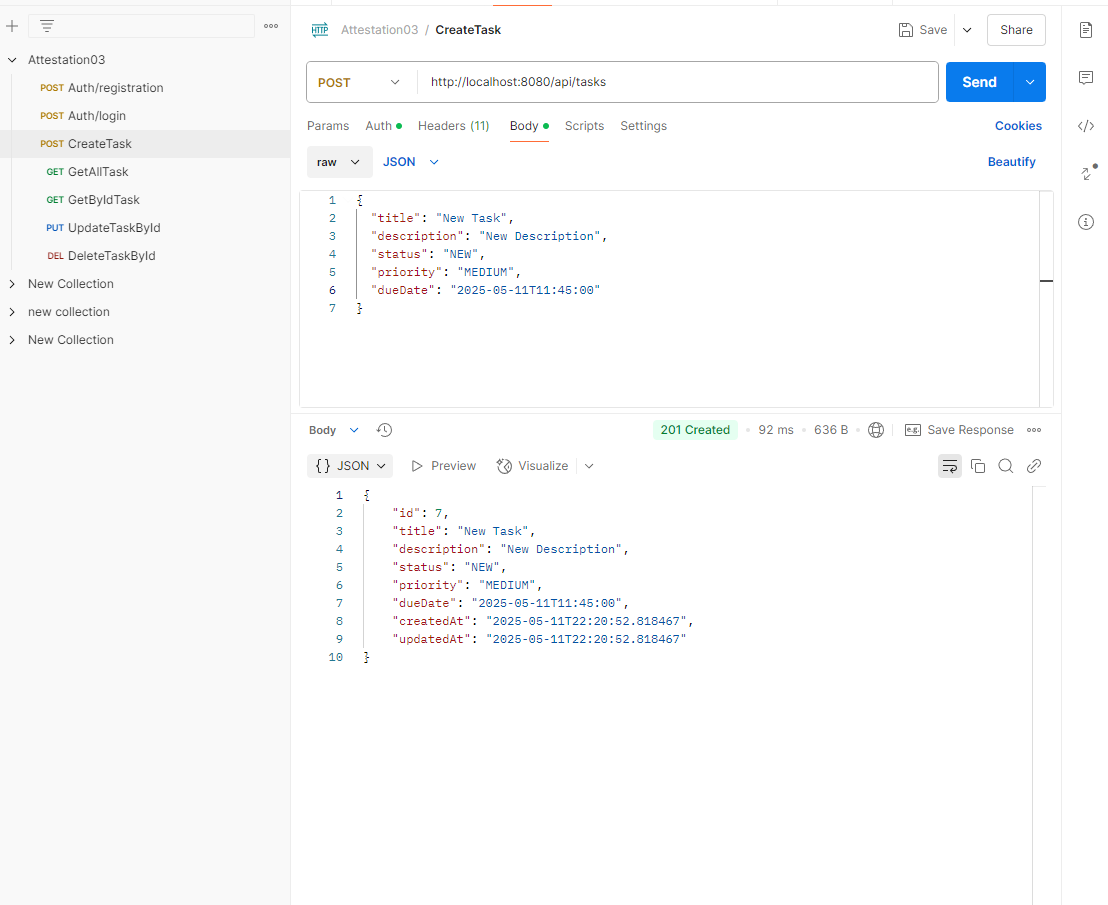 Attestation03
POST Auth/registration
POST Auth/login
POST CreateTask
GET GetAllTask
GET GetByIdTask
PUT UpdateTaskById
DEL DeleteTaskById
New Collection
new collection
New Collection
HTTP Attestation03 / CreateTask Save Share
POST http://localhost:8080/api/tasks Send
Params Auth Headers (11) Body Scripts Settings Cookies
raw JSON Beautify
1 {
2 "title": "New Task",
3 "description": "New Description",
4 "status": "NEW",
5 "priority": "MEDIUM",
6 "dueDate": "2025-05-11T11:45:00"
7 }
Body 201 Created • 92 ms • 636 B • e.g. Save Response
{} JSON Preview Visualize
1 {
2 "id": 7,
3 "title": "New Task",
4 "description": "New Description",
5 "status": "NEW",
6 "priority": "MEDIUM",
7 "dueDate": "2025-05-11T11:45:00",
8 "createdAt": "2025-05-11T22:20:52.818467",
9 "updatedAt": "2025-05-11T22:20:52.818467"
10 }